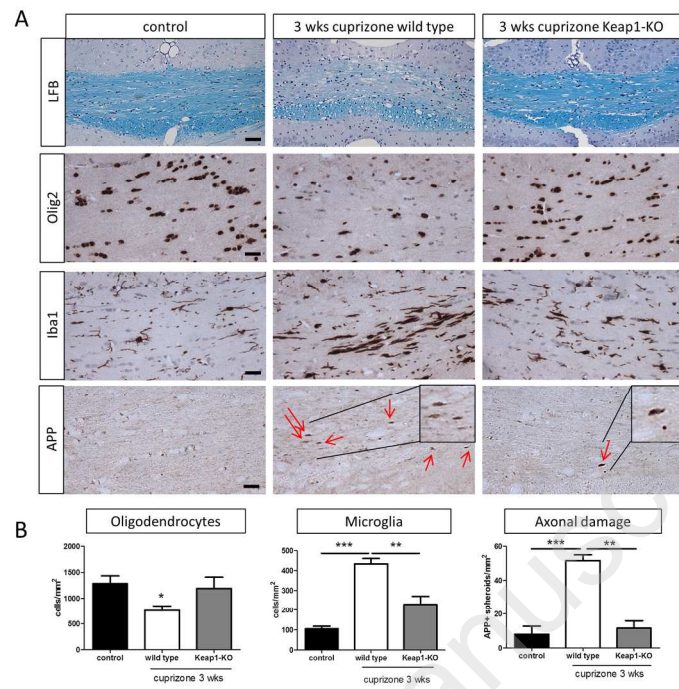 A
control
3 wks cuprizone wild type
3 wks cuprizone Keap1-KO
LFB
Olig2
Iba1
APP
B
Oligodendrocytes
Microglia
Axonal damage
cells/mm²
2000
1500
1000
500
0
*
control
wild type
Keap1-KO
cuprizone 3 wks
cells/mm²
500
400
300
200
100
0
***
**
control
wild type
Keap1-KO
cuprizone 3 wks
APP+ spheroids/mm²
60
40
20
0
***
**
control
wild type
Keap1-KO
cuprizone 3 wks
anusc